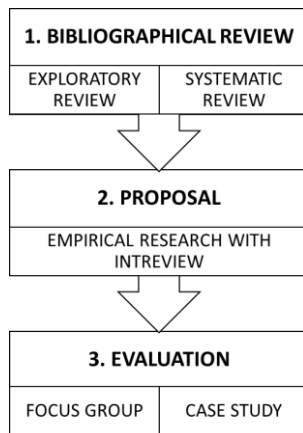 1. BIBLIOGRAPHICAL REVIEW
EXPLORATORY
REVIEW
SYSTEMATIC
REVIEW
2. PROPOSAL
EMPIRICAL RESEARCH WITH
INTREVIEW
3. EVALUATION
FOCUS GROUP
CASE STUDY